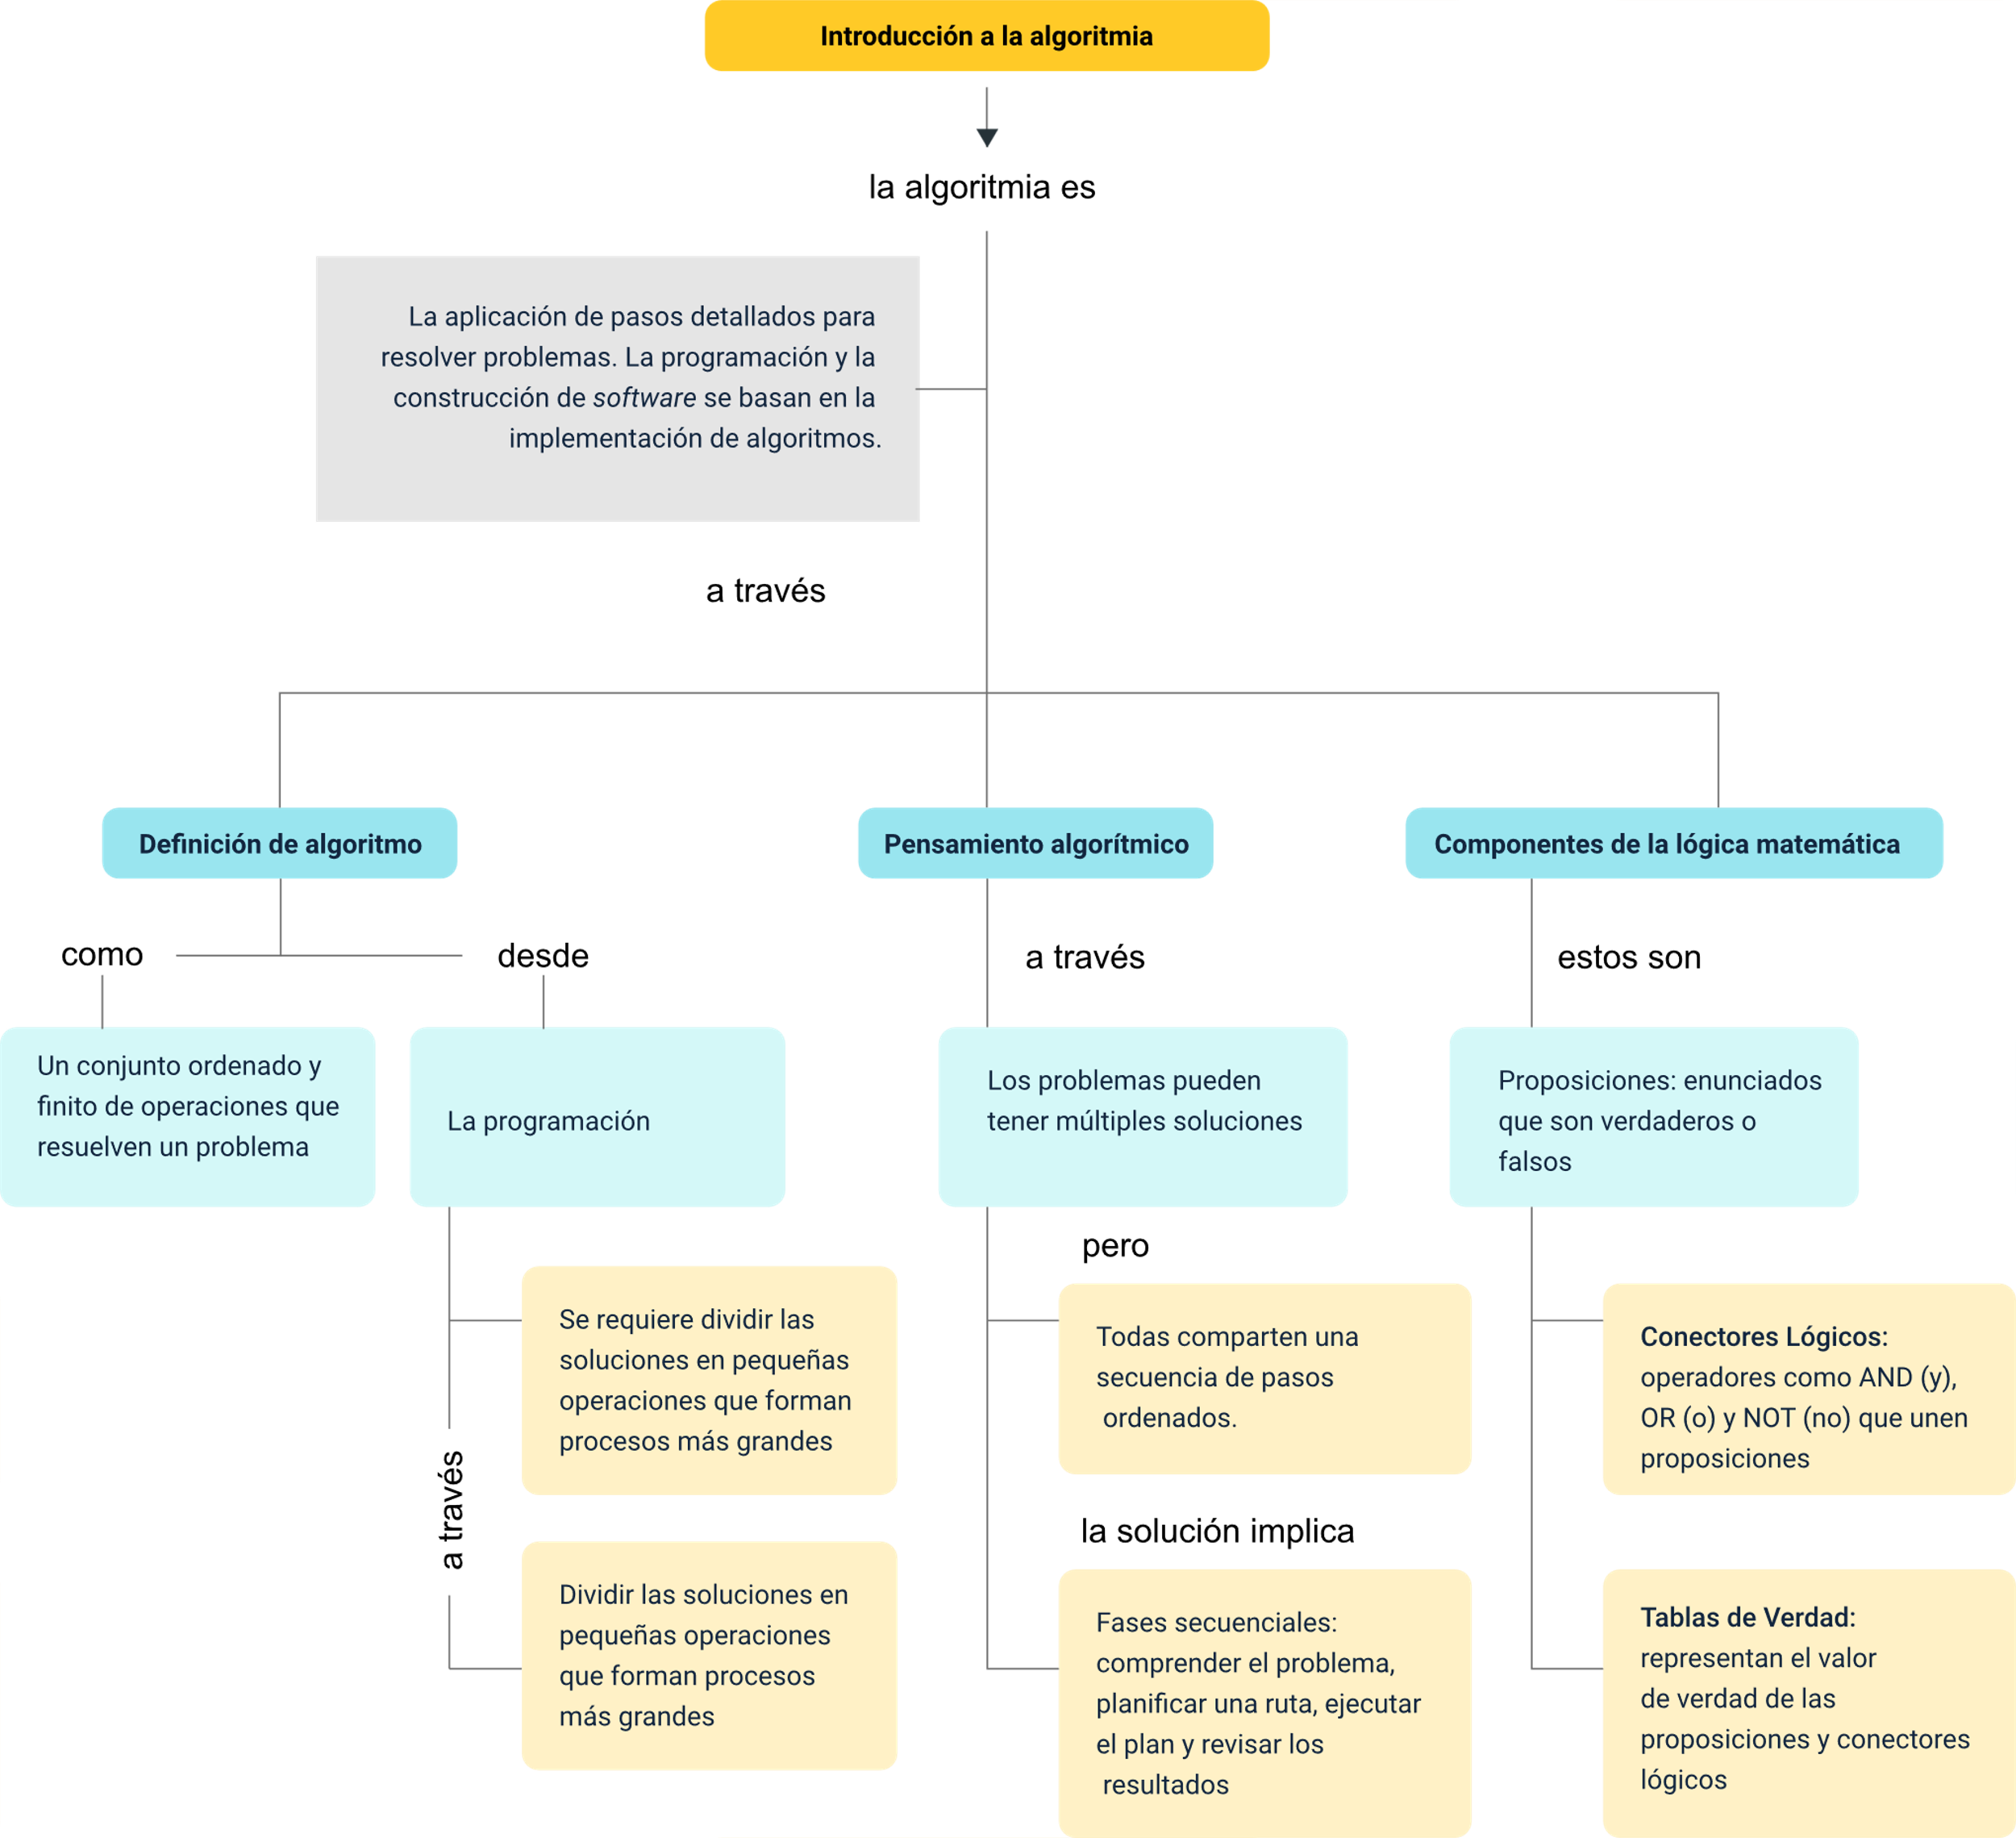 Introducción a la algoritmia
la algoritmia es
La aplicación de pasos detallados para
resolver problemas. La programación y la
construcción de software se basan en la
implementación de algoritmos.
a través
Definición de algoritmo
como
Un conjunto ordenado y
finito de operaciones que
resuelven un problema
desde
La programación
a través
Se requiere dividir las
soluciones en pequeñas
operaciones que forman
procesos más grandes
Dividir las soluciones en
pequeñas operaciones
que forman procesos
más grandes
Pensamiento algorítmico
a través
Los problemas pueden
tener múltiples soluciones
pero
Todas comparten una
secuencia de pasos
ordenados.
la solución implica
Fases secuenciales:
comprender el problema,
planificar una ruta, ejecutar
el plan y revisar los
resultados
Componentes de la lógica matemática
estos son
Proposiciones: enunciados
que son verdaderos o
falsos
Conectores Lógicos:
operadores como AND (y),
OR (o) y NOT (no) que unen
proposiciones
Tablas de Verdad:
representan el valor
de verdad de las
proposiciones y conectores
lógicos